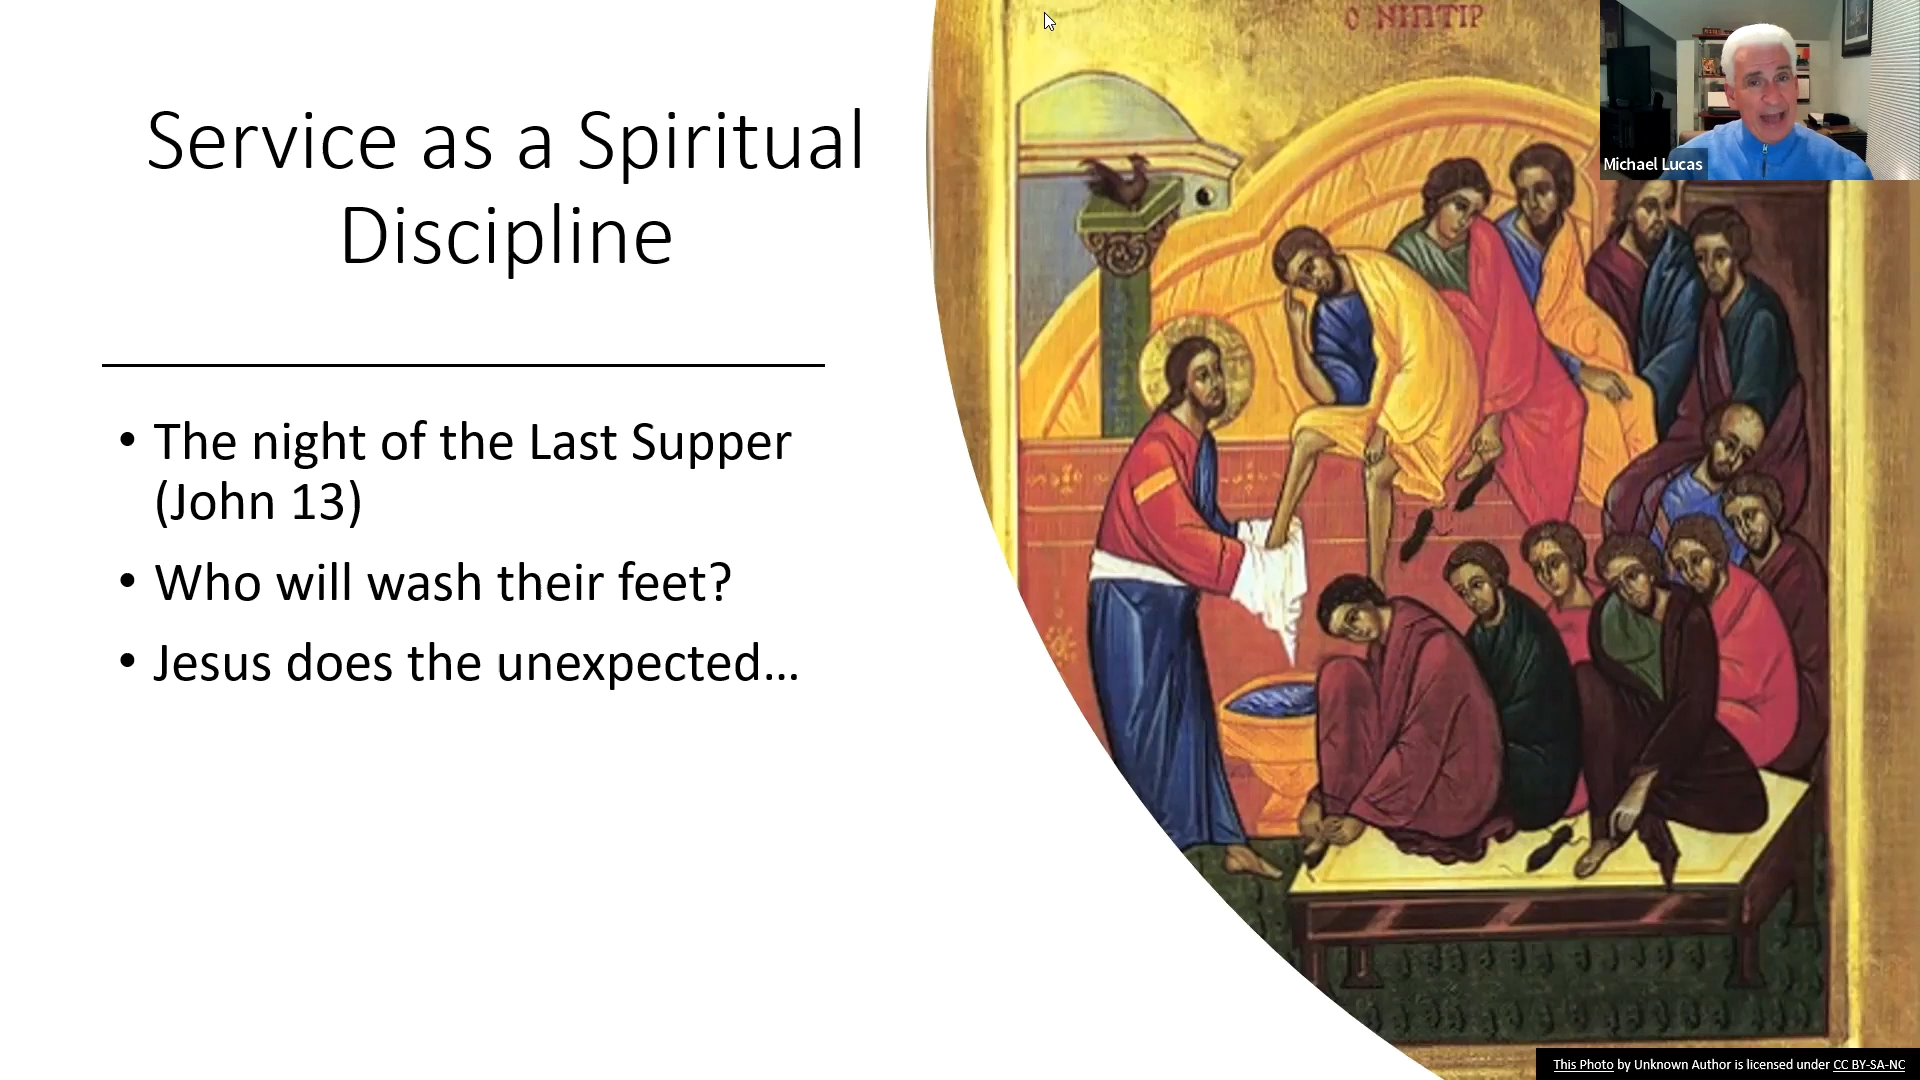 Service as a Spiritual
Discipline
• The night of the Last Supper
(John 13)
• Who will wash their feet?
• Jesus does the unexpected...
Ο ΝΙΠΤΙΡ
Michael Lucas
This Photo by Unknown Author is licensed under CC BY-SA-NC